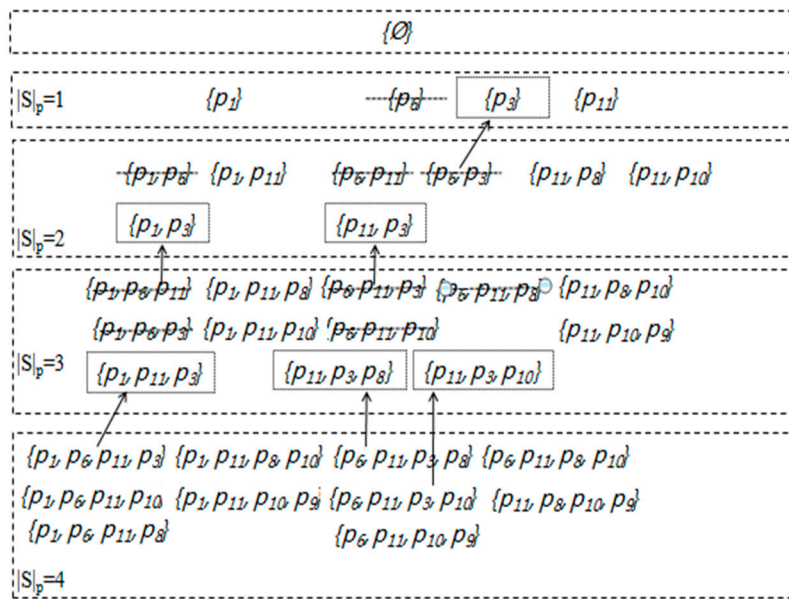 {Ø}
|S|p=1 {p1} {p6} {p3} {p11}
{p1, p6} {p1, p11} {p6, p11} {p6, p3} {p11, p8} {p11, p10}
|S|p=2 {p1, p3} {p11, p3}
{p1, p6, p11} {p1, p11, p8} {p6, p11, p3} {p6, p11, p8} {p11, p8, p10}
{p1, p6, p3} {p1, p11, p10} {p6, p11, p10} {p11, p10, p9}
|S|p=3 {p1, p11, p3} {p11, p3, p8} {p11, p3, p10}
{p1, p6, p11, p3} {p1, p11, p8, p10} {p6, p11, p3, p8} {p6, p11, p8, p10}
{p1, p6, p11, p10 {p1, p11, p10, p9} {p6, p11, p3, p10} {p11, p8, p10, p9}
{p1, p6, p11, p8} {p6, p11, p10, p9}
|S|p=4